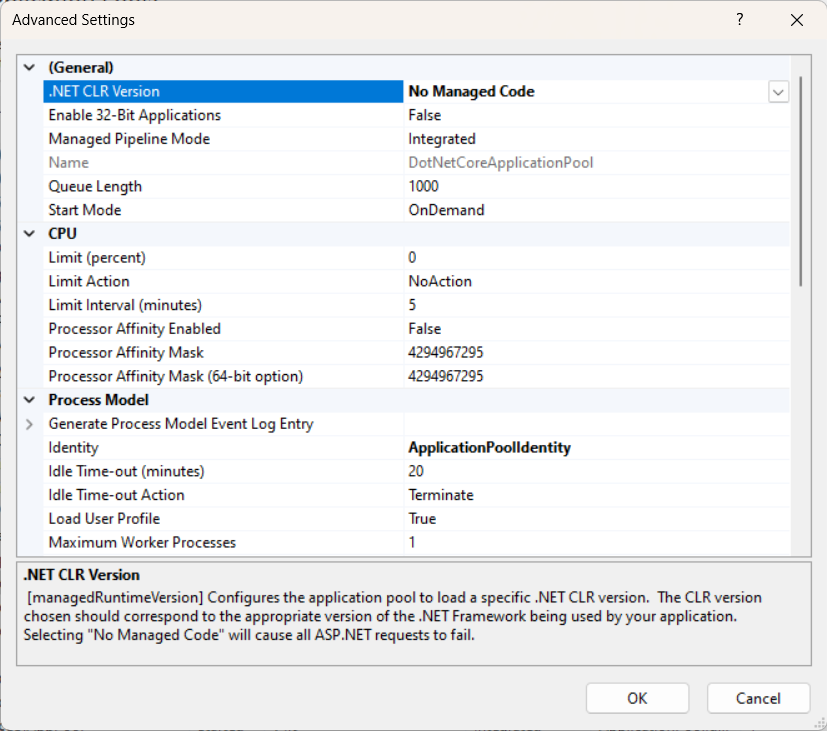 Advanced Settings ?
(General)
.NET CLR Version No Managed Code
Enable 32-Bit Applications False
Managed Pipeline Mode Integrated
Name DotNetCoreApplicationPool
Queue Length 1000
Start Mode OnDemand
CPU
Limit (percent) 0
Limit Action NoAction
Limit Interval (minutes) 5
Processor Affinity Enabled False
Processor Affinity Mask 4294967295
Processor Affinity Mask (64-bit option) 4294967295
Process Model
Generate Process Model Event Log Entry
Identity ApplicationPoolIdentity
Idle Time-out (minutes) 20
Idle Time-out Action Terminate
Load User Profile True
Maximum Worker Processes 1
.NET CLR Version
[managedRuntimeVersion] Configures the application pool to load a specific .NET CLR version.  The CLR version
chosen should correspond to the appropriate version of the .NET Framework being used by your application.
Selecting "No Managed Code" will cause all ASP.NET requests to fail.
OK Cancel